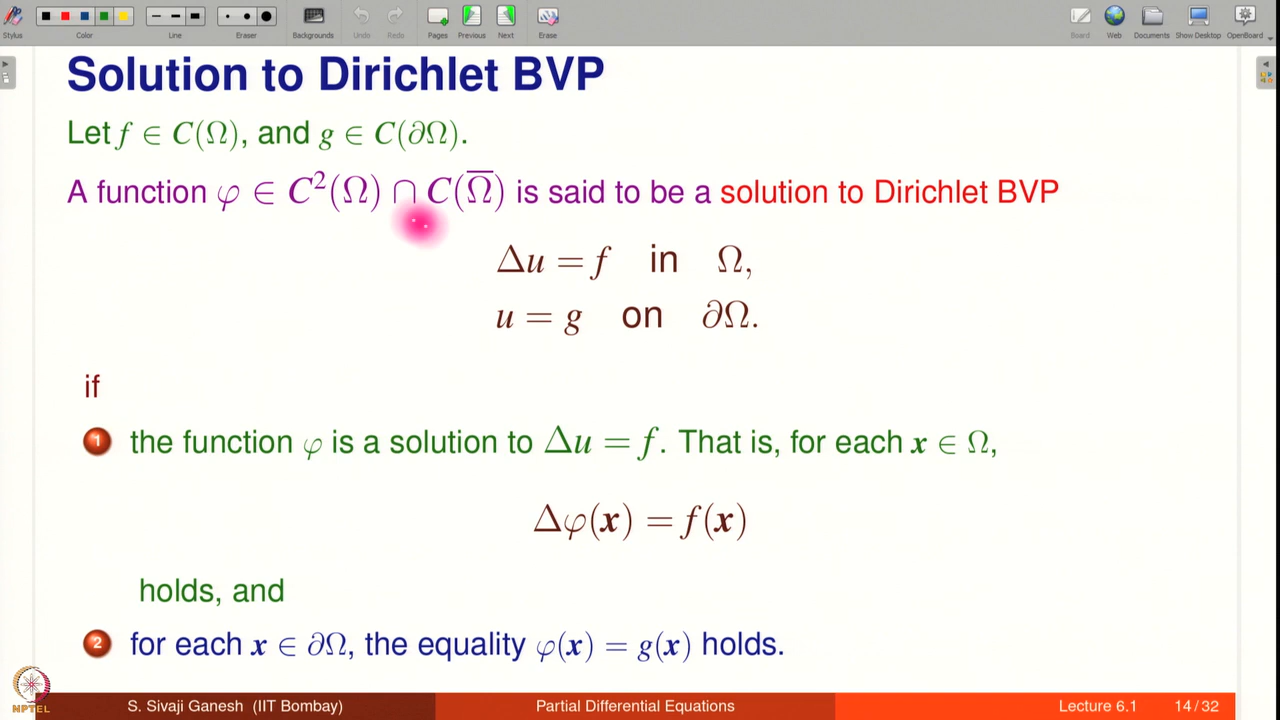 Stylus Color Line Eraser Backgrounds Undo Redo Pages Previous Next Erase Board Web Documents Show Desktop OpenBoard
Solution to Dirichlet BVP
Let f ∈ C(Ω), and g ∈ C(∂Ω).
A function φ ∈ C²(Ω) ∩ C(Ω̅) is said to be a solution to Dirichlet BVP
Δu = f in Ω,
u = g on ∂Ω.
if
1 the function φ is a solution to Δu = f. That is, for each x ∈ Ω,
Δφ(x) = f(x)
holds, and
2 for each x ∈ ∂Ω, the equality φ(x) = g(x) holds.
NPTEL
S. Sivaji Ganesh (IIT Bombay) Partial Differential Equations Lecture 6.1 14 / 32